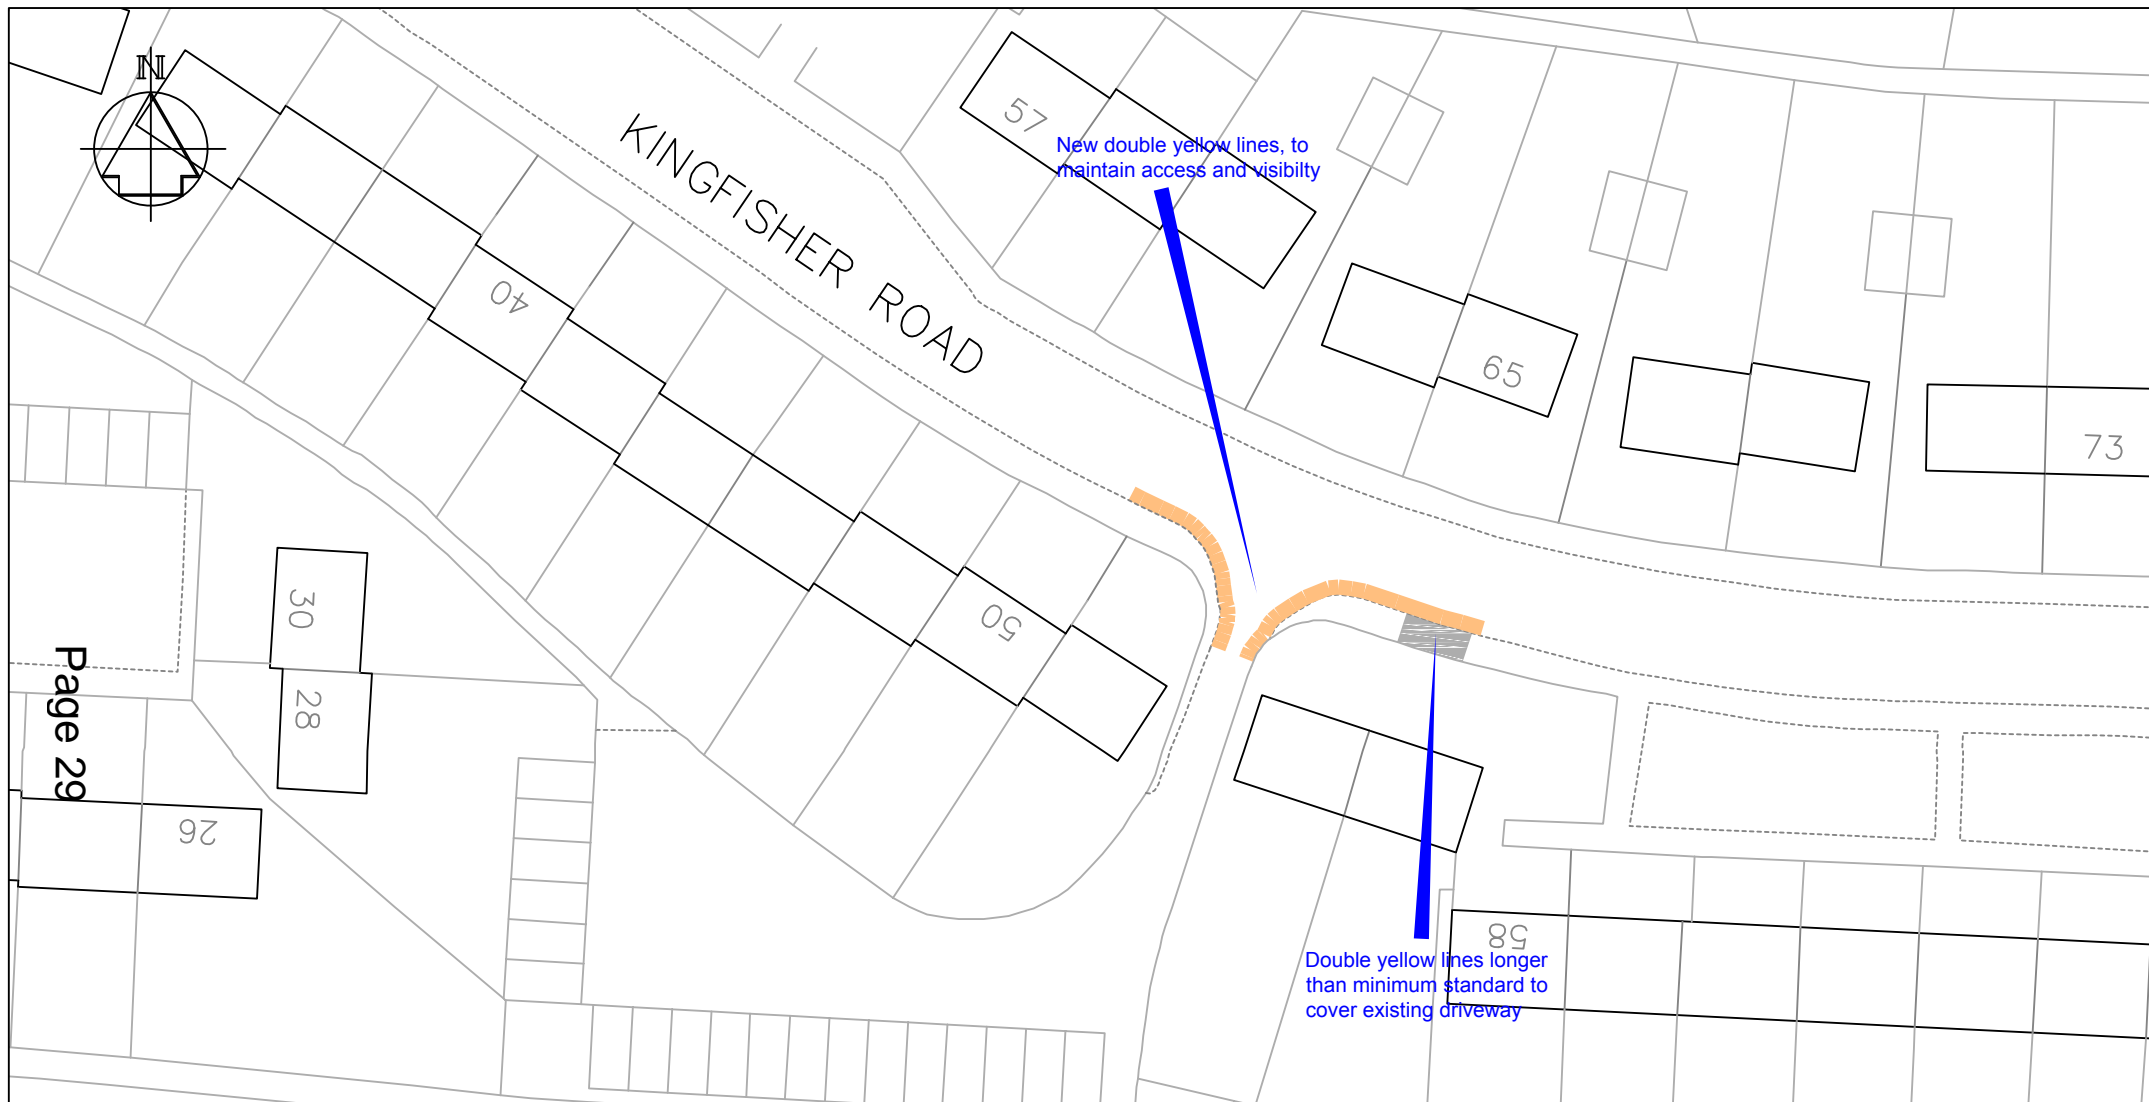 N
57
New double yellow lines, to
maintain access and visibilty
KINGFISHER ROAD
40
65
73
30
50
28
Page 29
26
58
Double yellow lines longer
than minimum standard to
cover existing driveway